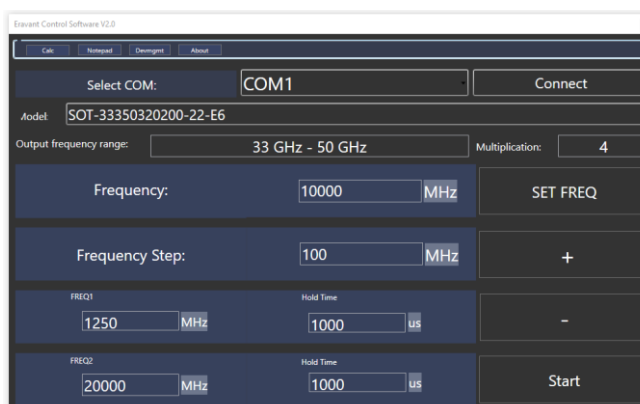 Eravant Control Software V2.0
Calc Notepad Devmgmt About
Select COM: COM1 Connect
Model: SOT-33350320200-22-E6
Output frequency range: 33 GHz - 50 GHz Multiplication: 4
Frequency: 10000 MHz SET FREQ
Frequency Step: 100 MHz +
FREQ1 Hold Time
1250 MHz 1000 us -
FREQ2 Hold Time
20000 MHz 1000 us Start